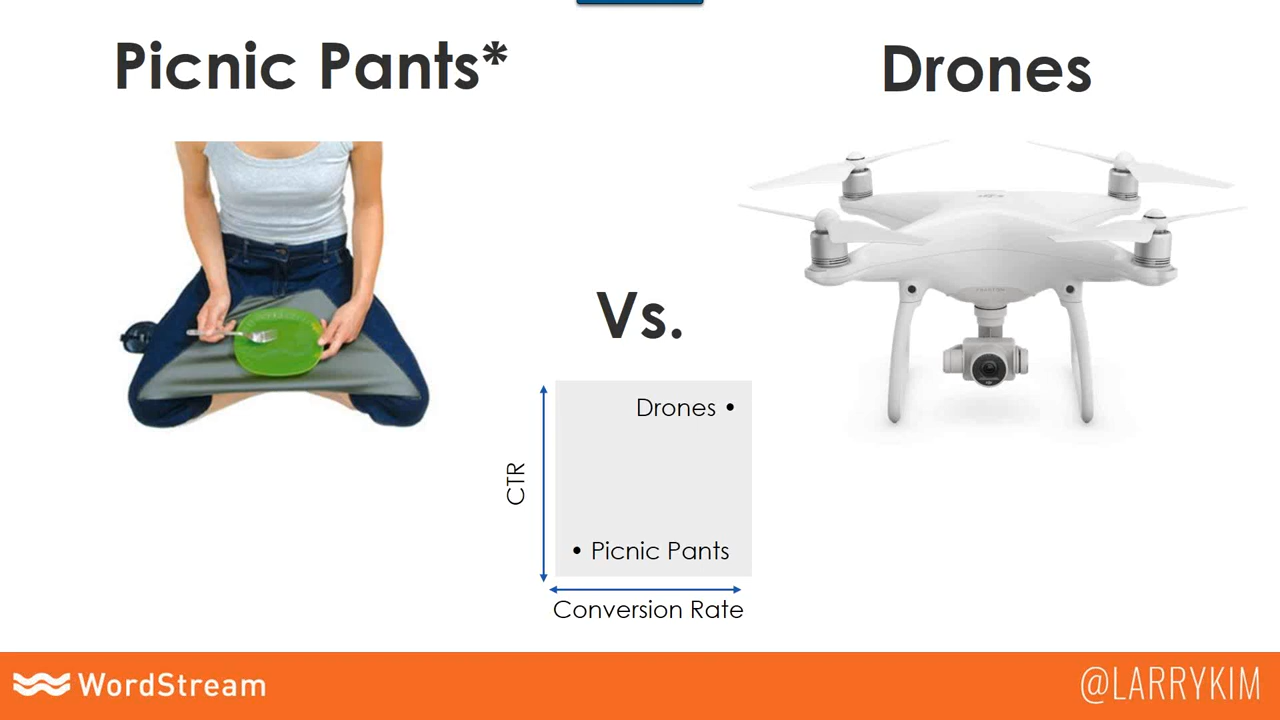 Picnic Pants*
Drones
Vs.
Drones •
CTR
• Picnic Pants
Conversion Rate
WordStream
@LARRYKIM